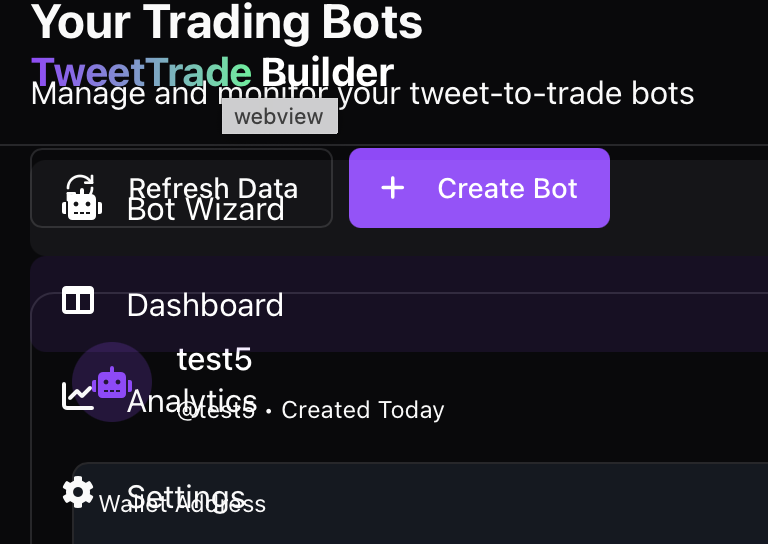 Your Trading Bots
TweetTrade Builder
Manage and monitor your tweet-to-trade bots
webview
Refresh Data
Create Bot
Bot Wizard
Dashboard
test5
Analytics
@test5 • Created Today
Settings
Wallet Address